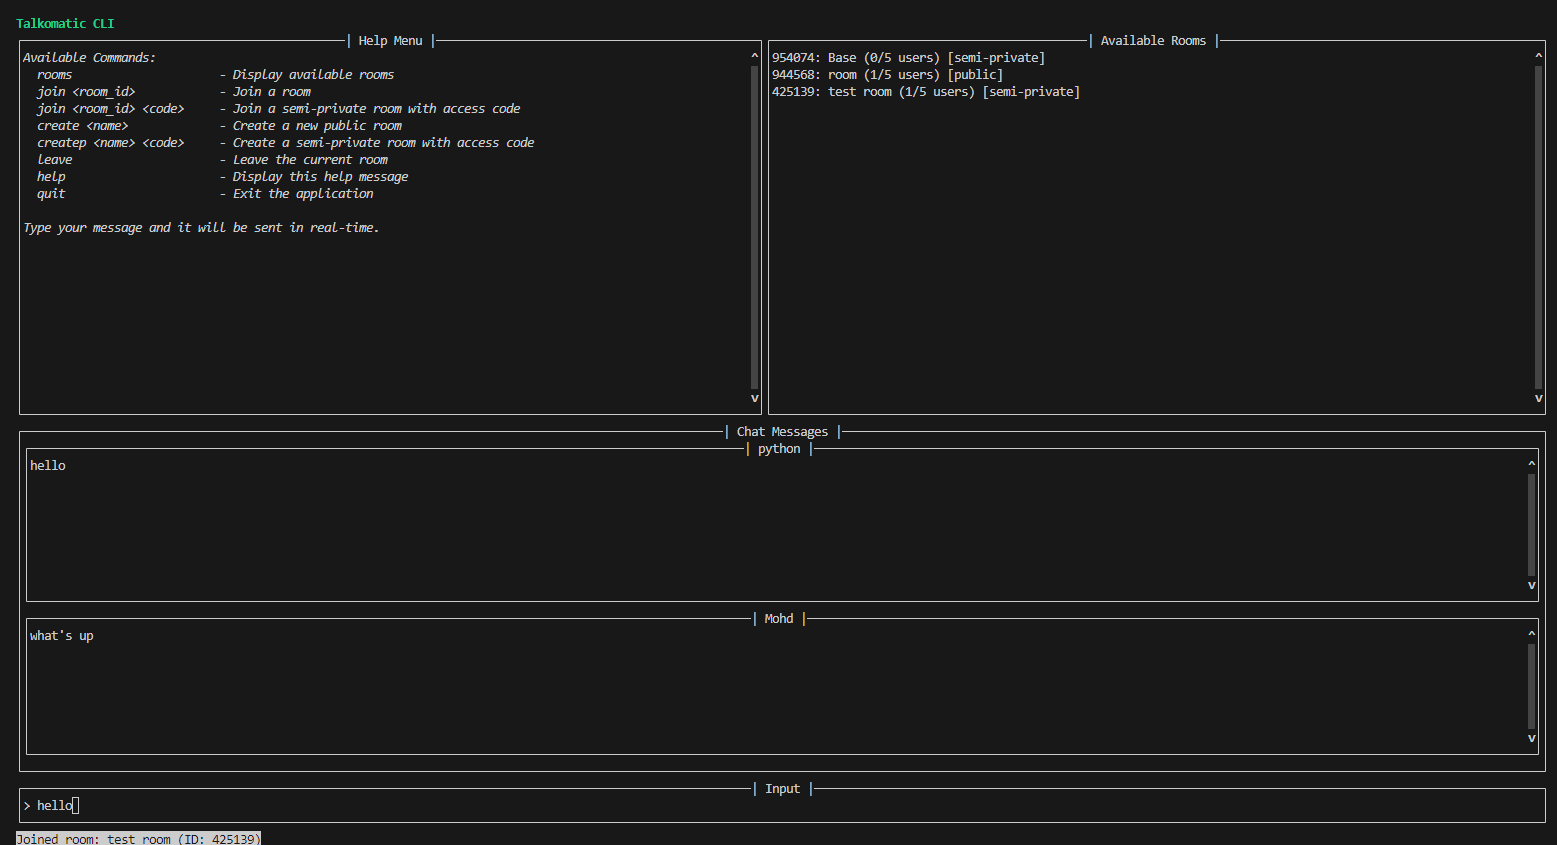 Talkomatic CLI
Help Menu
Available Commands:
rooms - Display available rooms
join <room_id> - Join a room
join <room_id> <code> - Join a semi-private room with access code
create <name> - Create a new public room
createp <name> <code> - Create a semi-private room with access code
leave - Leave the current room
help - Display this help message
quit - Exit the application
Type your message and it will be sent in real-time.
Available Rooms
954074: Base (0/5 users) [semi-private]
944568: room (1/5 users) [public]
425139: test room (1/5 users) [semi-private]
Chat Messages
python
hello
Mohd
what's up
Input
> hello
Joined room: test room (ID: 425139)